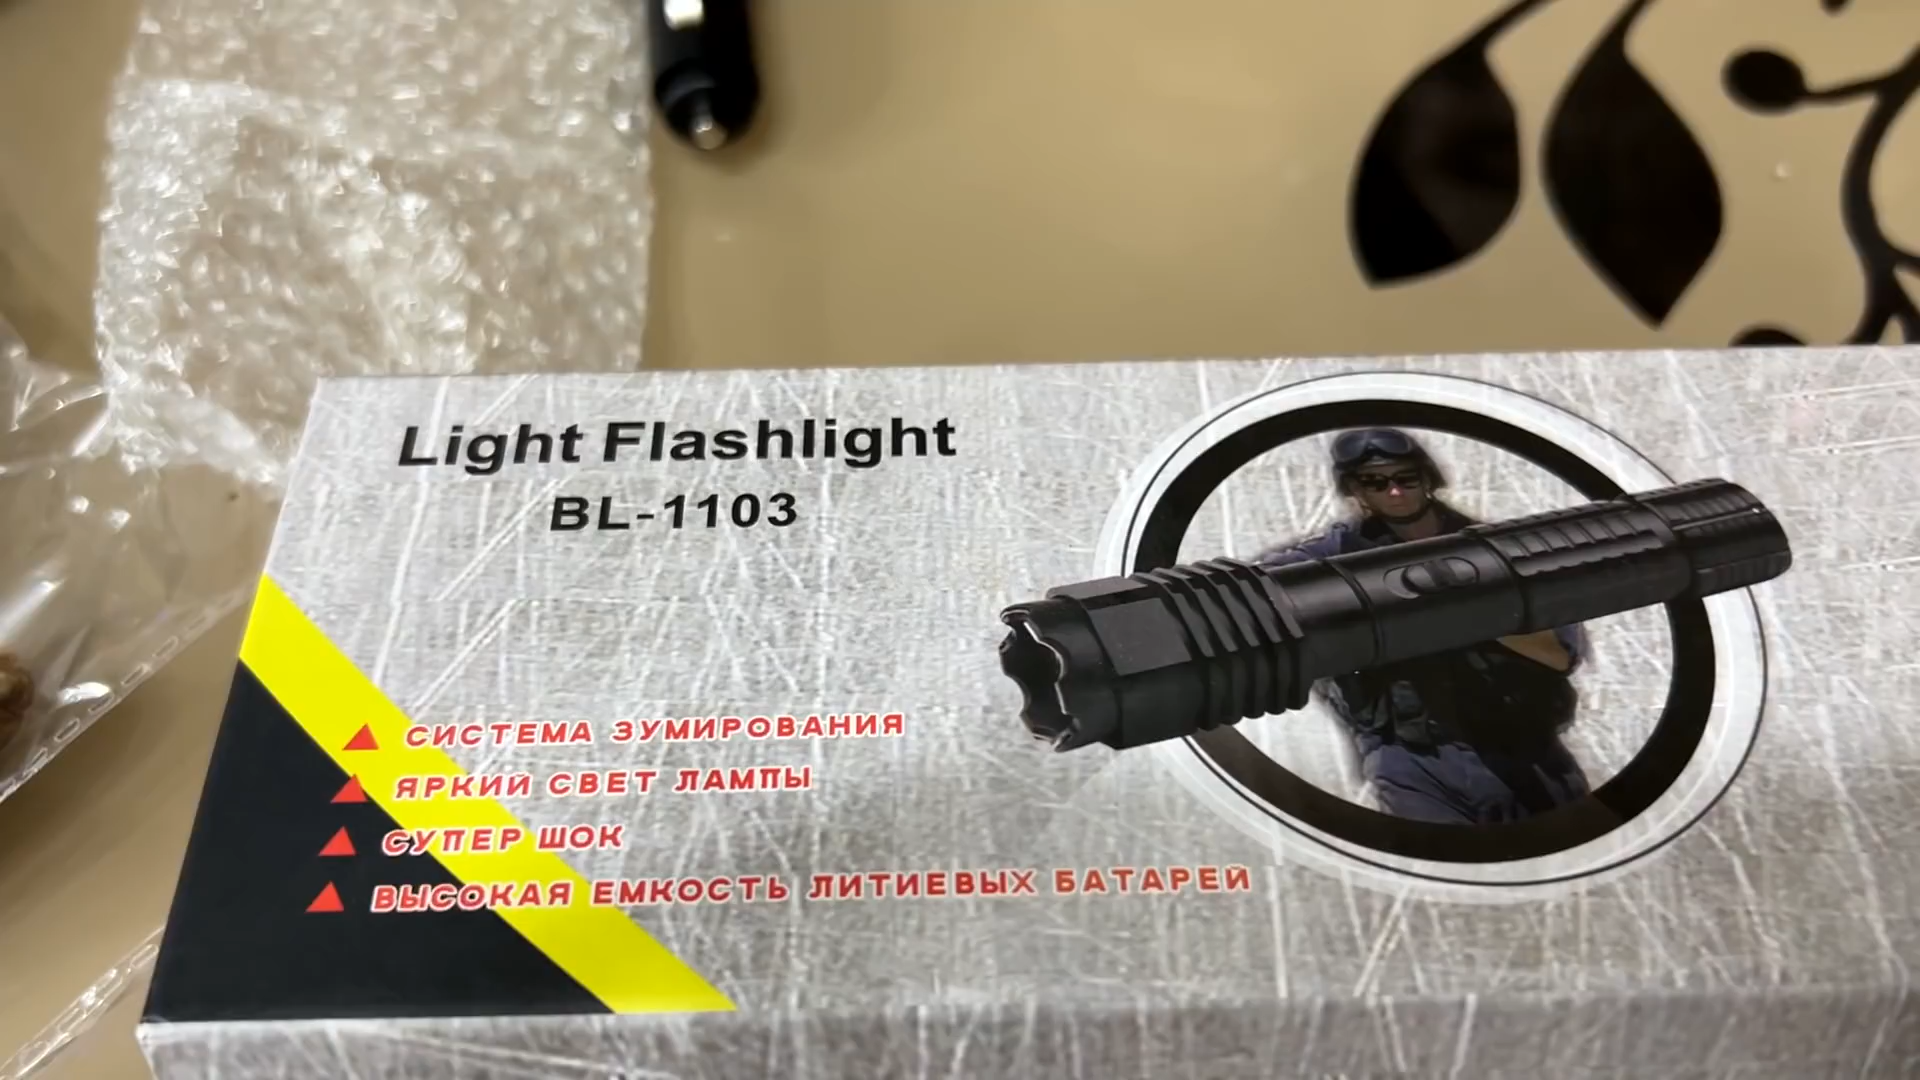 Light Flashlight
BL-1103
СИСТЕМА ЗУМИРОВАНИЯ
ЯРКИЙ СВЕТ ЛАМПЫ
СУПЕР ШОК
ВЫСОКАЯ ЕМКОСТЬ ЛИТИЕВЫХ БАТАРЕЙ